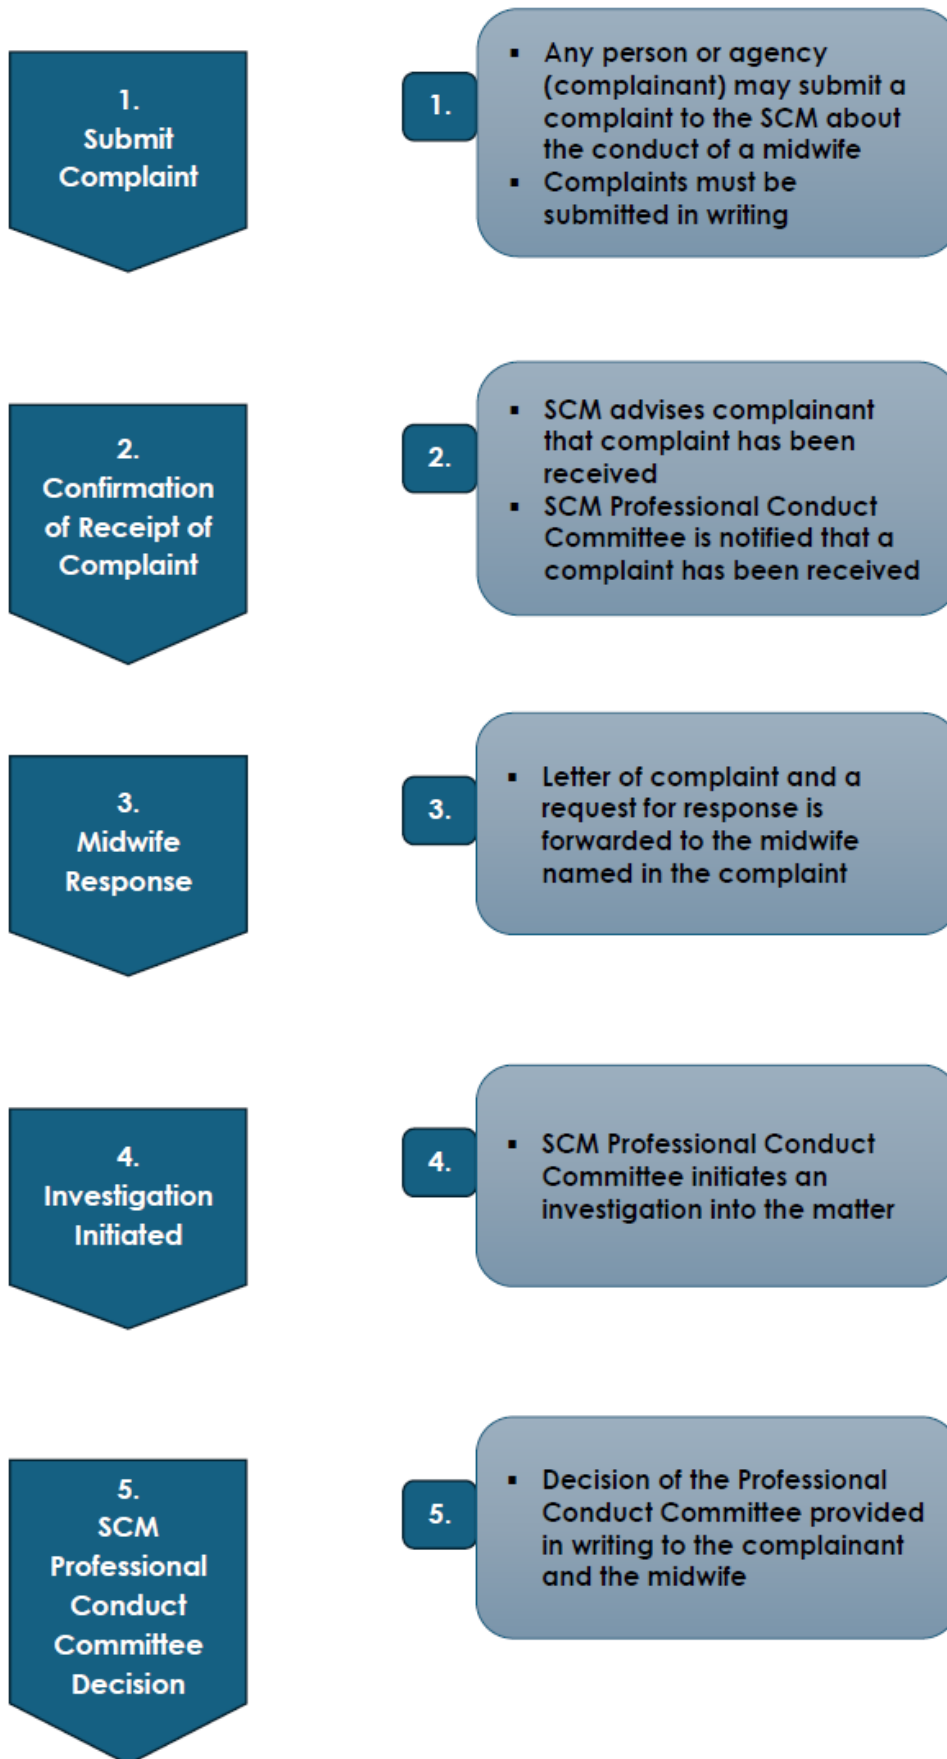 1.
Submit
Complaint
1.
▪ Any person or agency
(complainant) may submit a
complaint to the SCM about
the conduct of a midwife
▪ Complaints must be
submitted in writing
2.
Confirmation
of Receipt of
Complaint
2.
▪ SCM advises complainant
that complaint has been
received
▪ SCM Professional Conduct
Committee is notified that a
complaint has been received
3.
Midwife
Response
3.
▪ Letter of complaint and a
request for response is
forwarded to the midwife
named in the complaint
4.
Investigation
Initiated
4.
▪ SCM Professional Conduct
Committee initiates an
investigation into the matter
5.
SCM
Professional
Conduct
Committee
Decision
5.
▪ Decision of the Professional
Conduct Committee provided
in writing to the complainant
and the midwife